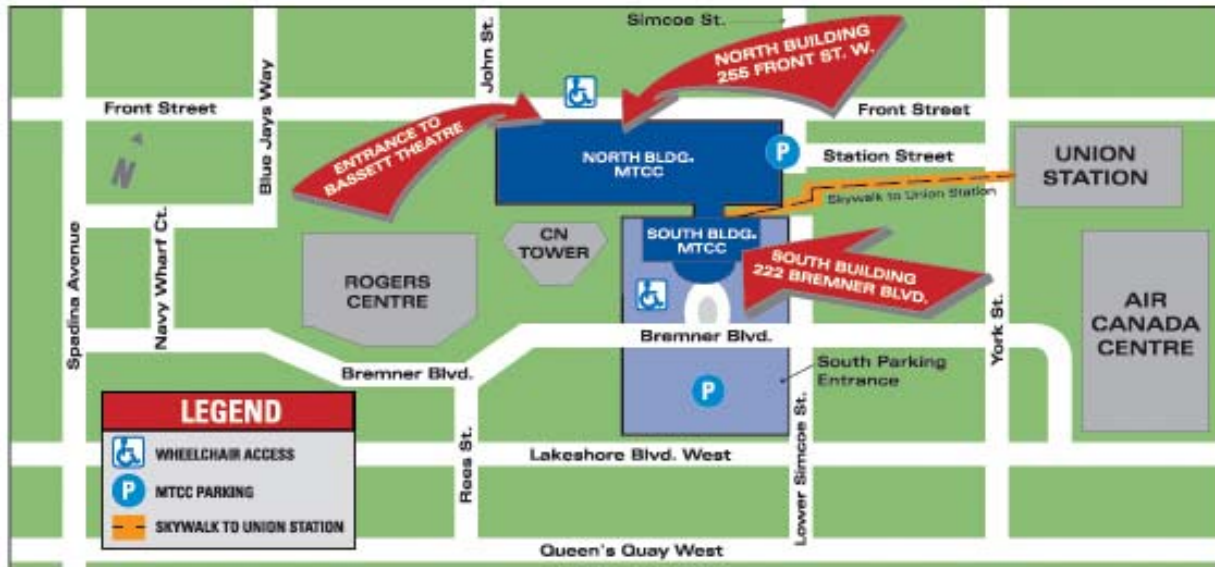 Simcoe St.
John St.
NORTH BUILDING
255 FRONT ST. W.
Blue Jays Way
Front Street
Front Street
ENTRANCE TO
BASSETT THEATRE
NORTH BLDG.
MTCC
P
Station Street
UNION
STATION
N
Skywalk to Union Station
Spadina Avenue
Navy Wharf Ct.
CN
TOWER
SOUTH BLDG.
MTCC
SOUTH BUILDING
222 BREMNER BLVD.
ROGERS
CENTRE
York St.
AIR
CANADA
CENTRE
Bremner Blvd.
Bremner Blvd.
South Parking
Entrance
P
LEGEND
WHEELCHAIR ACCESS
P
MTCC PARKING
SKYWALK TO UNION STATION
Rees St.
Lakeshore Blvd. West
Lower Simcoe St.
Queen's Quay West